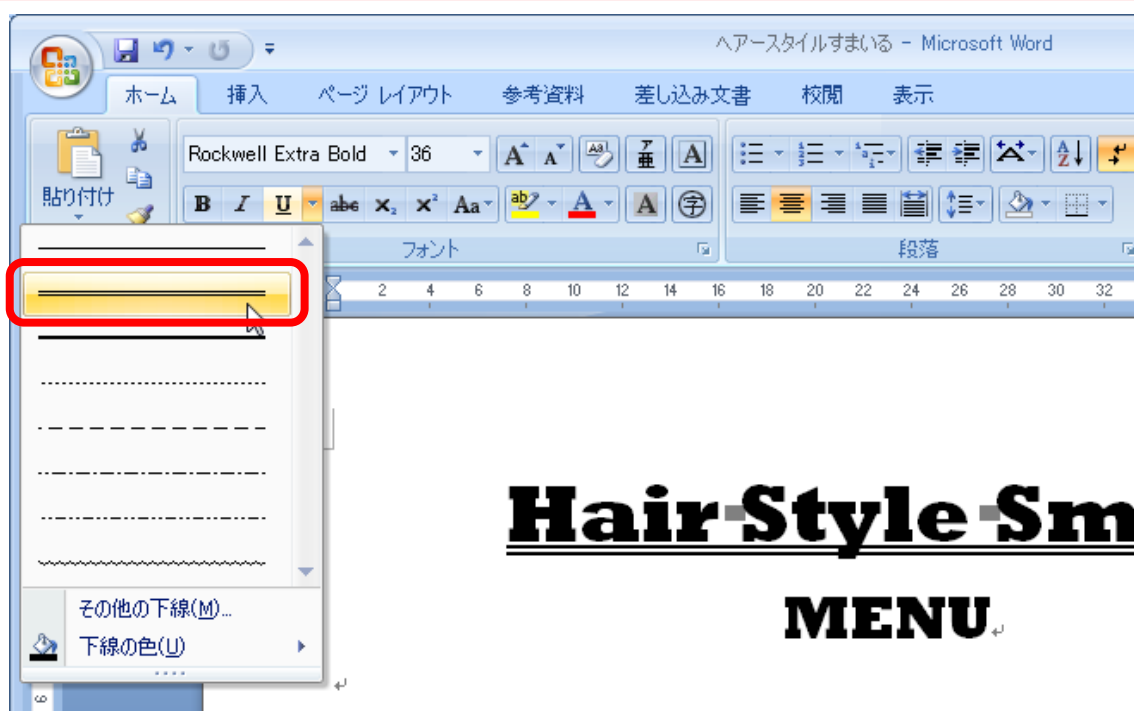 ヘアースタイルすまいる - Microsoft Word
ホーム 挿入 ページ レイアウト 参考資料 差し込み文書 校閲 表示
Rockwell Extra Bold 36
貼り付け
フォント 段落
2 4 6 8 10 12 14 16 18 20 22 24 26 28 30 32
Hair Style Sm
MENU
その他の下線(M)...
下線の色(U)